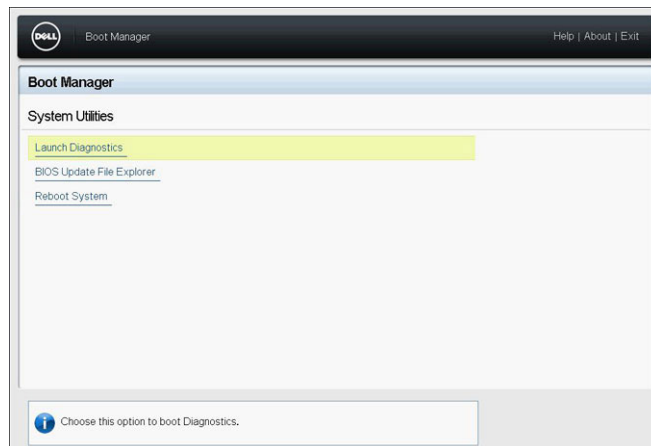 DELL
Boot Manager
Help | About | Exit
Boot Manager
System Utilities
Launch Diagnostics
BIOS Update File Explorer
Reboot System
Choose this option to boot Diagnostics.